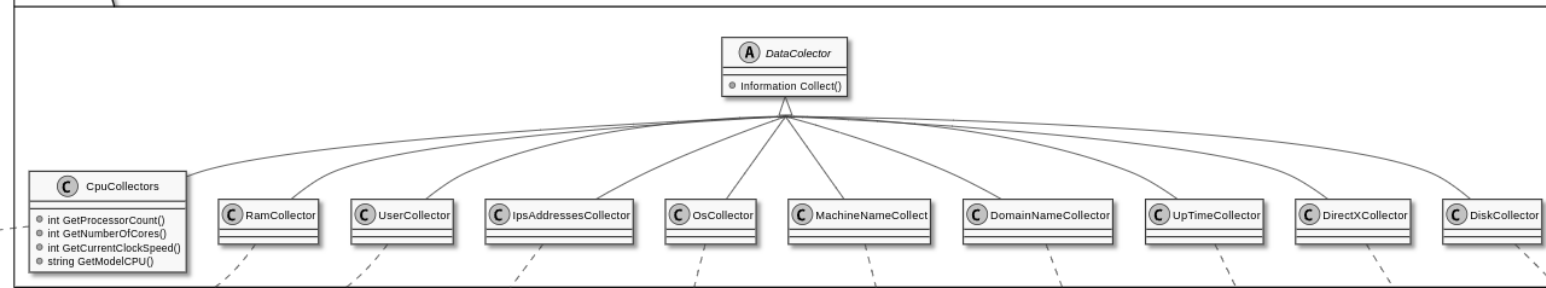 A DataColector
Information Collect()
C CpuCollectors
int GetProcessorCount()
int GetNumberOfCores()
int GetCurrentClockSpeed()
string GetModelCPU()
C RamCollector
C UserCollector
C IpsAddressesCollector
C OsCollector
C MachineNameCollect
C DomainNameCollector
C UpTimeCollector
C DirectXCollector
C DiskCollector